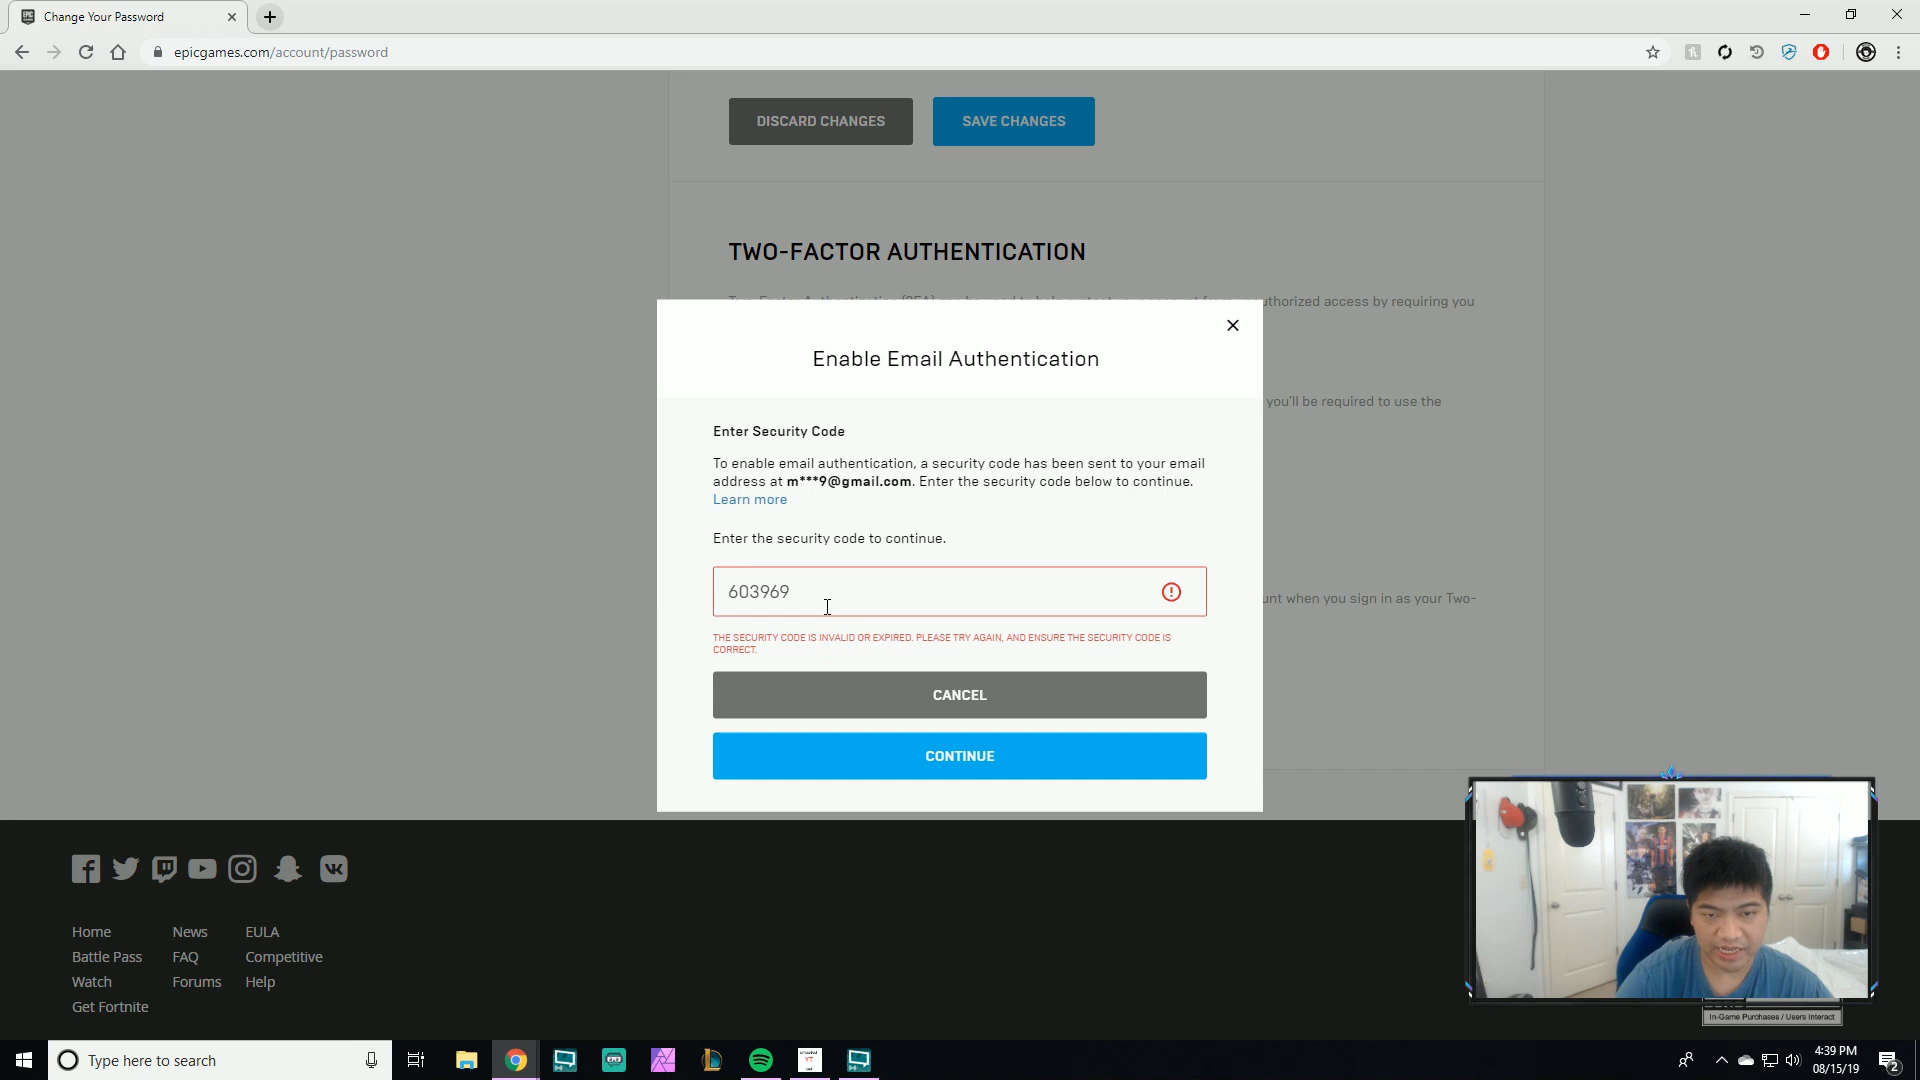 Change Your Password
epicgames.com/account/password
DISCARD CHANGES
SAVE CHANGES
TWO-FACTOR AUTHENTICATION
uthorized access by requiring you
Enable Email Authentication
you'll be required to use the
Enter Security Code
To enable email authentication, a security code has been sent to your email
address at m***9@gmail.com. Enter the security code below to continue.
Learn more
Enter the security code to continue.
603969
unt when you sign in as your Two-
THE SECURITY CODE IS INVALID OR EXPIRED. PLEASE TRY AGAIN, AND ENSURE THE SECURITY CODE IS
CORRECT.
CANCEL
CONTINUE
Home
News
EULA
Battle Pass
FAQ
Competitive
Watch
Forums
Help
Get Fortnite
In-Game Purchases / Users Interact
Type here to search
4:39 PM
08/15/19
2